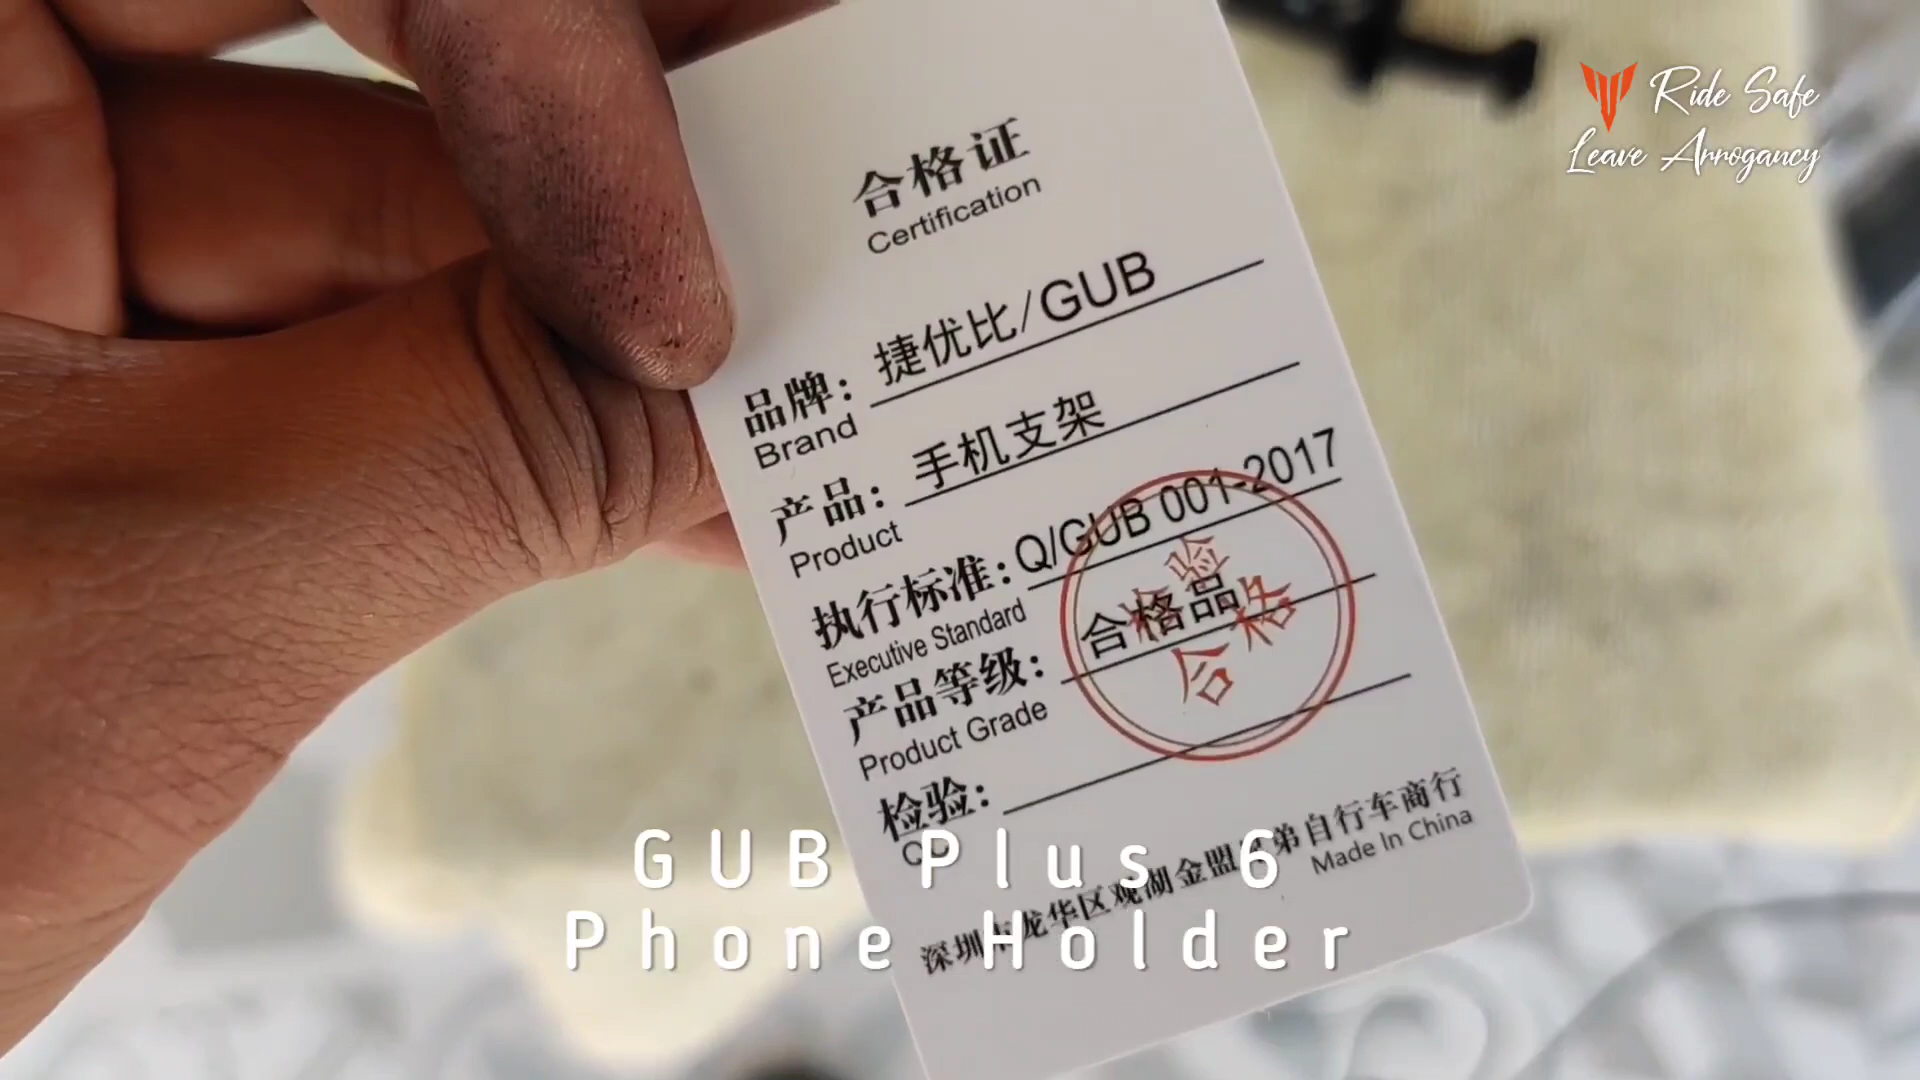 Ride Safe
Leave Arrogancy
合格证
Certification
品牌: 捷优比/GUB
Brand
产品: 手机支架
Product
执行标准: Q/GUB 001-2017
Executive Standard
产品等级: 合格品
Product Grade
检验
合格
检验:
QC
深圳市龙华区观湖金盟兄弟自行车商行
Made In China
GUB Plus 6
Phone Holder